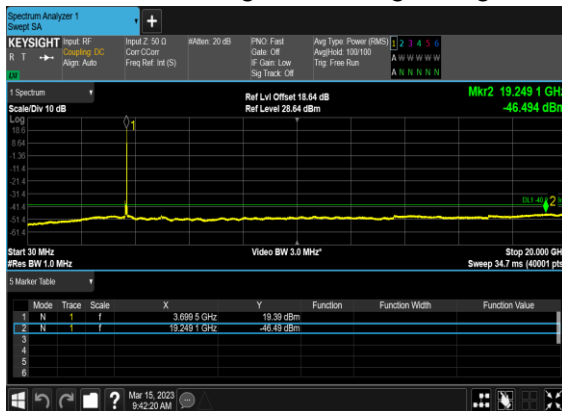 Spectrum Analyzer 1
Swept SA
KEYSIGHT
R T
Input: RF
Coupling: DC
Align: Auto
Input Z: 50 Ω
Corr CCorr
Freq Ref: Int (S)
#Atten: 20 dB
PNO: Fast
Gate: Off
IF Gain: Low
Sig Track: Off
Avg Type: Power (RMS)
Avg|Hold: 100/100
Trig: Free Run
1 2 3 4 5 6
A W W W W W
A N N N N N
1 Spectrum
Scale/Div 10 dB
Ref Lvl Offset 18.64 dB
Ref Level 28.64 dBm
Mkr2 19.249 1 GHz
-46.494 dBm
Log
18.6
8.64
-1.36
-11.4
-21.4
-31.4
-41.4
-51.4
1
2
Start 30 MHz
#Res BW 1.0 MHz
Video BW 3.0 MHz*
Stop 20.000 GHz
Sweep 34.7 ms (40001 pts)
5 Marker Table
Mode Trace Scale X Y Function Function Width Function Value
1 N 1 f 3.699 5 GHz 19.39 dBm
2 N 1 f 19.249 1 GHz -46.49 dBm
3
4
5
6
?
Mar 15, 2023
9:42:20 AM